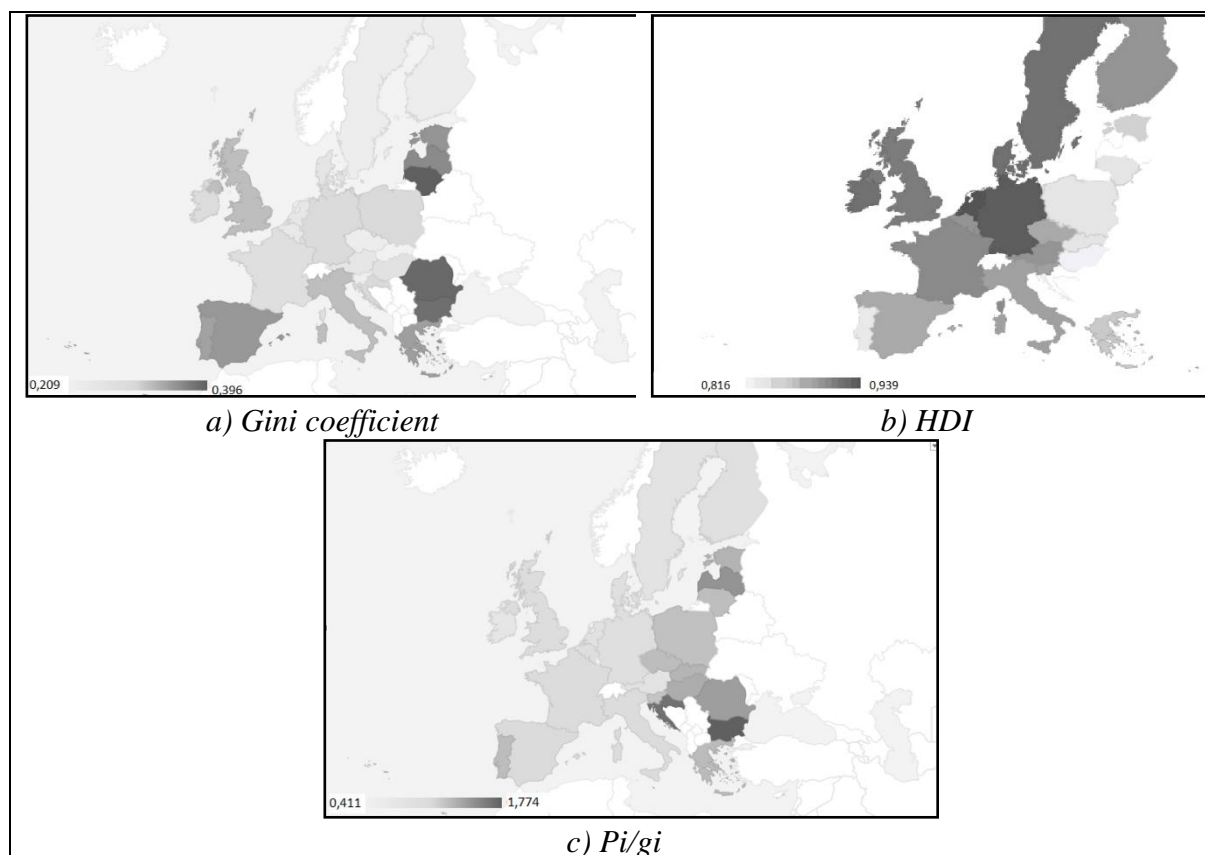 0,209
0,396
a) Gini coefficient
0,816
0,939
b) HDI
0,411
1,774
c) Pi/gi